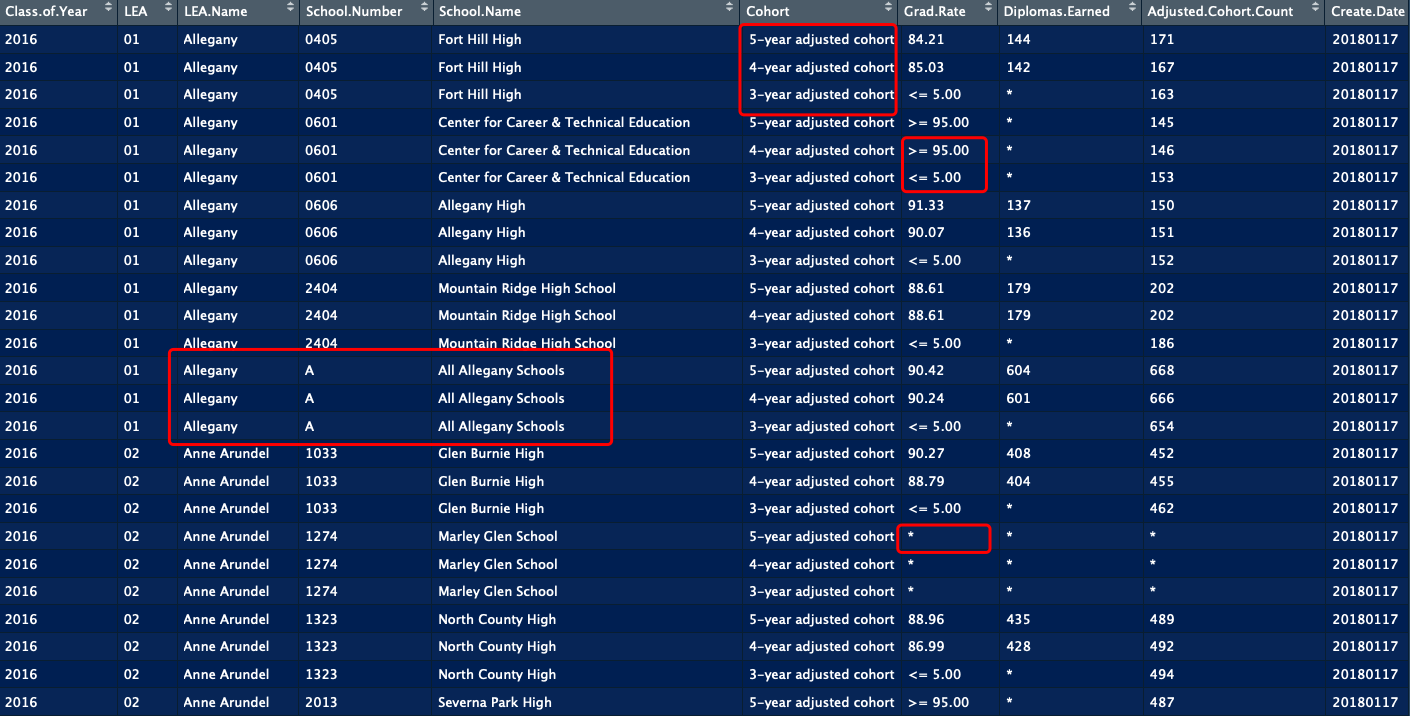 Class.of.Year LEA LEA.Name School.Number School.Name Cohort Grad.Rate Diplomas.Earned Adjusted.Cohort.Count Create.Date
2016 01 Allegany 0405 Fort Hill High 5-year adjusted cohort 84.21 144 171 20180117
2016 01 Allegany 0405 Fort Hill High 4-year adjusted cohort 85.03 142 167 20180117
2016 01 Allegany 0405 Fort Hill High 3-year adjusted cohort <= 5.00 * 163 20180117
2016 01 Allegany 0601 Center for Career & Technical Education 5-year adjusted cohort >= 95.00 * 145 20180117
2016 01 Allegany 0601 Center for Career & Technical Education 4-year adjusted cohort >= 95.00 * 146 20180117
2016 01 Allegany 0601 Center for Career & Technical Education 3-year adjusted cohort <= 5.00 * 153 20180117
2016 01 Allegany 0606 Allegany High 5-year adjusted cohort 91.33 137 150 20180117
2016 01 Allegany 0606 Allegany High 4-year adjusted cohort 90.07 136 151 20180117
2016 01 Allegany 0606 Allegany High 3-year adjusted cohort <= 5.00 * 152 20180117
2016 01 Allegany 2404 Mountain Ridge High School 5-year adjusted cohort 88.61 179 202 20180117
2016 01 Allegany 2404 Mountain Ridge High School 4-year adjusted cohort 88.61 179 202 20180117
2016 01 Allegany 2404 Mountain Ridge High School 3-year adjusted cohort <= 5.00 * 186 20180117
2016 01 Allegany A All Allegany Schools 5-year adjusted cohort 90.42 604 668 20180117
2016 01 Allegany A All Allegany Schools 4-year adjusted cohort 90.24 601 666 20180117
2016 01 Allegany A All Allegany Schools 3-year adjusted cohort <= 5.00 * 654 20180117
2016 02 Anne Arundel 1033 Glen Burnie High 5-year adjusted cohort 90.27 408 452 20180117
2016 02 Anne Arundel 1033 Glen Burnie High 4-year adjusted cohort 88.79 404 455 20180117
2016 02 Anne Arundel 1033 Glen Burnie High 3-year adjusted cohort <= 5.00 * 462 20180117
2016 02 Anne Arundel 1274 Marley Glen School 5-year adjusted cohort * * * 20180117
2016 02 Anne Arundel 1274 Marley Glen School 4-year adjusted cohort * * * 20180117
2016 02 Anne Arundel 1274 Marley Glen School 3-year adjusted cohort * * * 20180117
2016 02 Anne Arundel 1323 North County High 5-year adjusted cohort 88.96 435 489 20180117
2016 02 Anne Arundel 1323 North County High 4-year adjusted cohort 86.99 428 492 20180117
2016 02 Anne Arundel 1323 North County High 3-year adjusted cohort <= 5.00 * 494 20180117
2016 02 Anne Arundel 2013 Severna Park High 5-year adjusted cohort >= 95.00 * 487 20180117